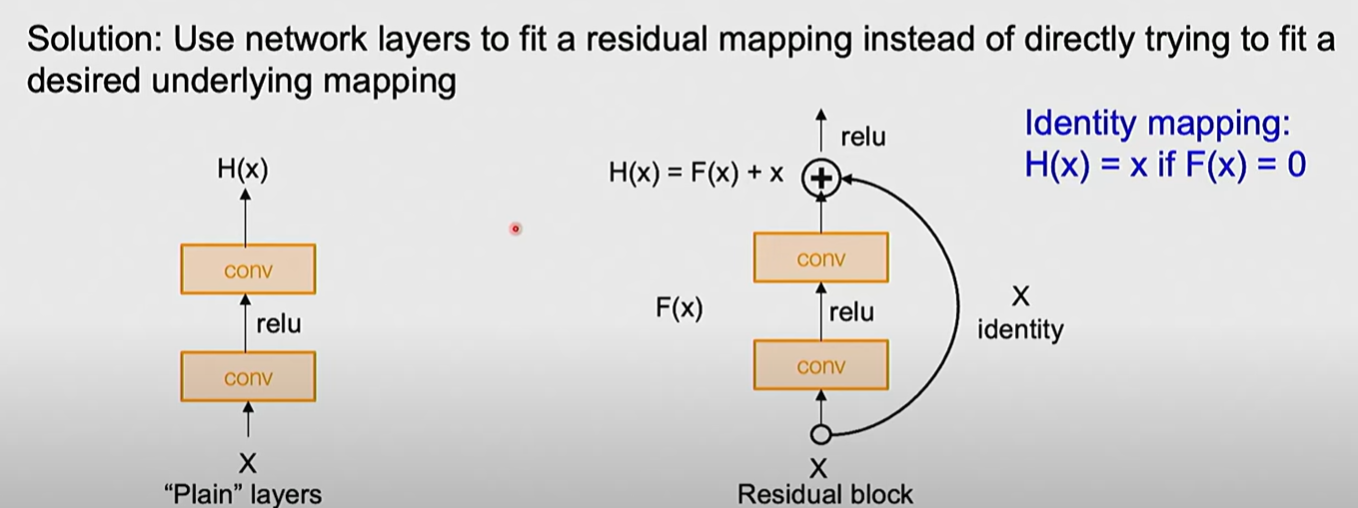 Solution: Use network layers to fit a residual mapping instead of directly trying to fit a
desired underlying mapping
H(x)
conv
relu
conv
X
“Plain” layers
relu
H(x) = F(x) + x
conv
F(x)
relu
conv
X
Residual block
X
identity
Identity mapping:
H(x) = x if F(x) = 0